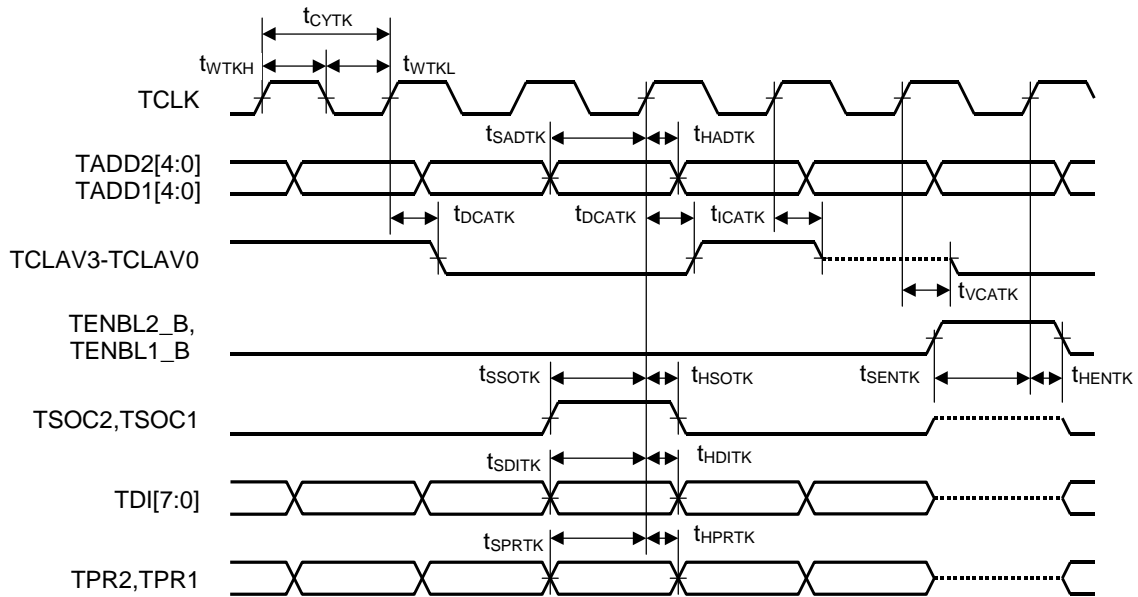 tCYTK
tWTKH
tWTKL
TCLK
tSADTK
tHADTK
TADD2[4:0]
TADD1[4:0]
tDCATK
tDCATK
tICATK
TCLAV3-TCLAV0
tVCATK
TENBL2_B,
TENBL1_B
tSSOTK
tHSOTK
tSENTK
tHENTK
TSOC2,TSOC1
tSDITK
tHDITK
TDI[7:0]
tSPRTK
tHPRTK
TPR2,TPR1